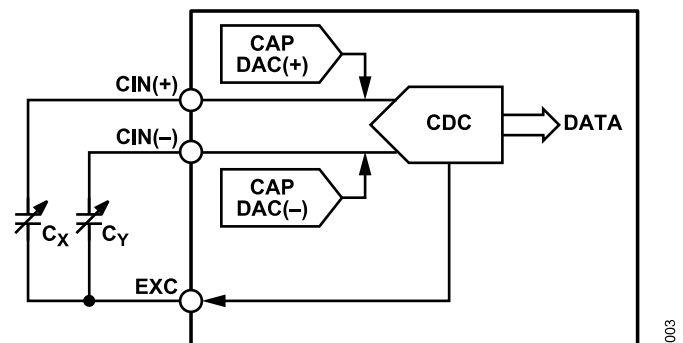 CAP
DAC(+)
CIN(+)
CDC
DATA
CIN(–)
CAP
DAC(–)
CX
CY
EXC
003